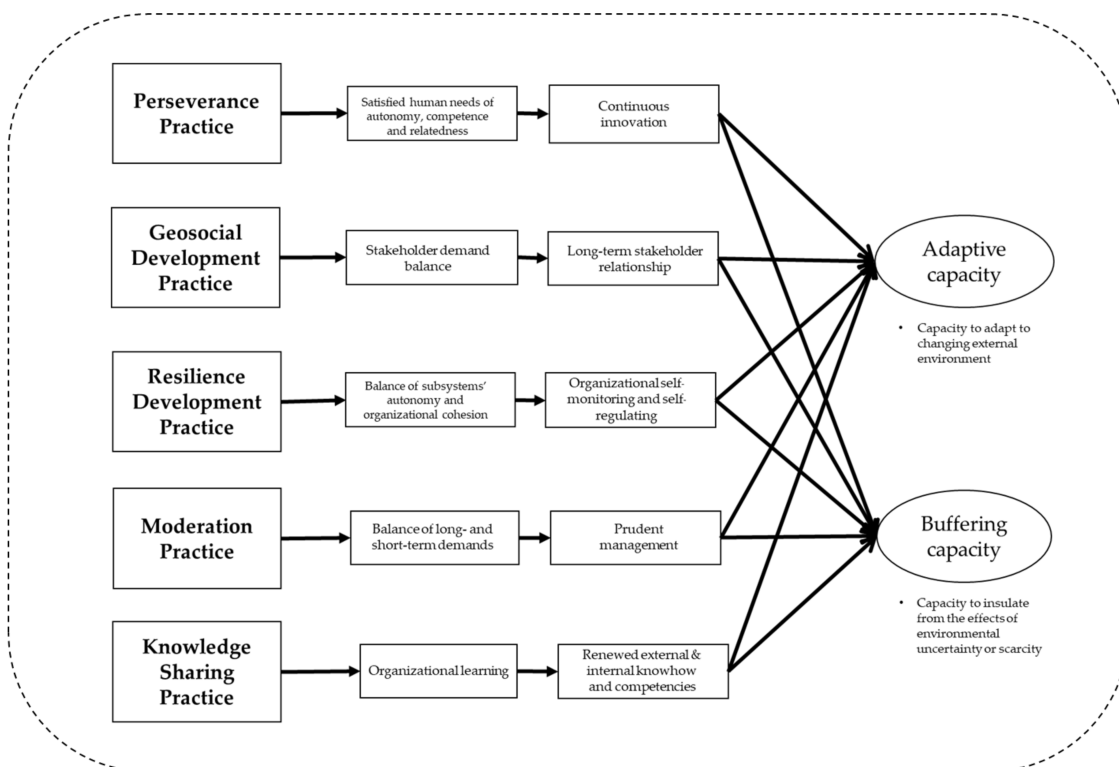 Perseverance
Practice
Satisfied human needs of
autonomy, competence
and relatedness
Continuous
innovation
Geosocial
Development
Practice
Stakeholder demand
balance
Long-term stakeholder
relationship
Adaptive
capacity
• Capacity to adapt to
changing external
environment
Resilience
Development
Practice
Balance of subsystems’
autonomy and
organizational cohesion
Organizational self-
monitoring and self-
regulating
Moderation
Practice
Balance of long- and
short-term demands
Prudent
management
Buffering
capacity
• Capacity to insulate
from the effects of
environmental
uncertainty or scarcity
Knowledge
Sharing
Practice
Organizational learning
Renewed external &
internal knowhow
and competencies